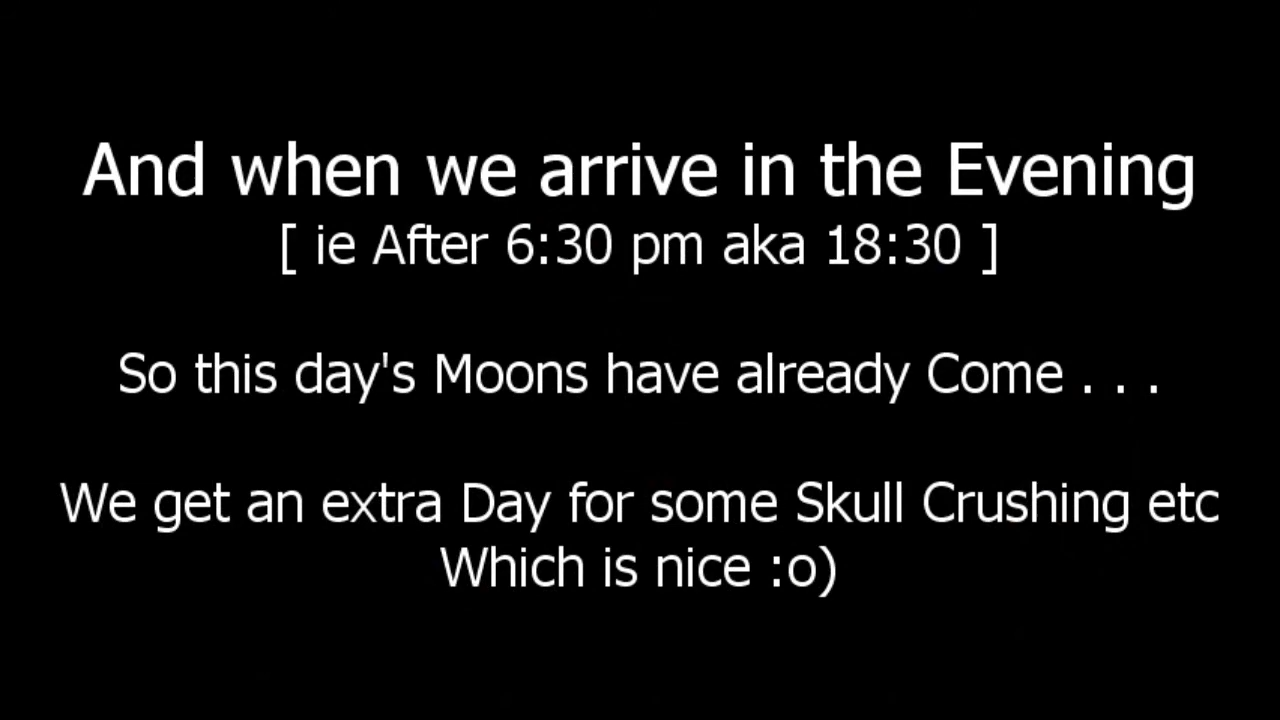 And when we arrive in the Evening
[ ie After 6:30 pm aka 18:30 ]
So this day's Moons have already Come . . .
We get an extra Day for some Skull Crushing etc
Which is nice :o)